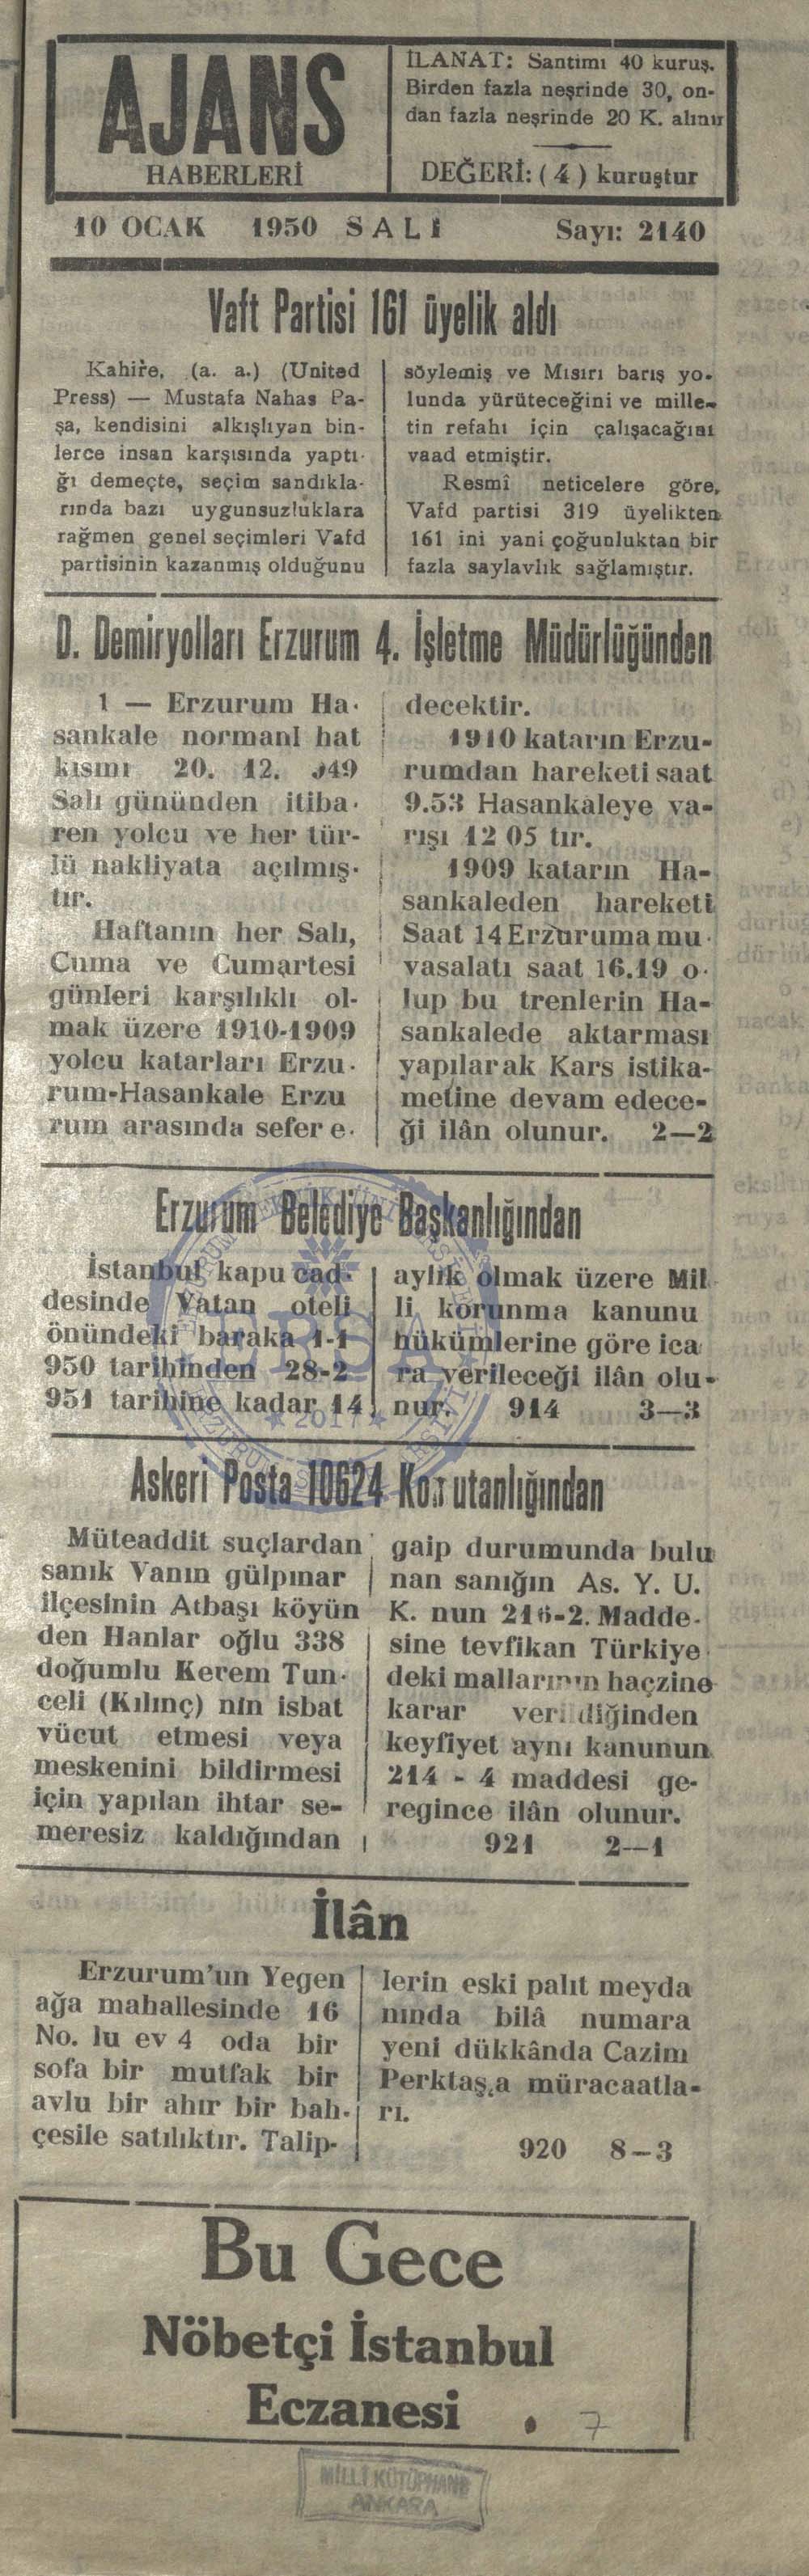 AJANS
HABERLERİ
İLANAT: Santimi 40 kuruş.
Birden fazla neşrinde 30, on-
dan fazla neşrinde 20 K. alınır
DEĞERİ: ( 4 ) kuruştur
10 OCAK 1950 SALI Sayı: 2140
Vaft Partisi 161 üyelik aldı
Kahire, (a. a.) (United
Press) — Mustafa Nahas Pa-
şa, kendisini alkışlıyan bin-
lerce insan karşısında yaptı-
ğı demeçte, seçim sandıkla-
rında bazı uygunsuzluklara
rağmen genel seçimleri Vafd
partisinin kazanmış olduğunu
söylemiş ve Mısırı barış yo-
lunda yürüteceğini ve mille-
tin refahı için çalışacağını
vaad etmiştir.
Resmî neticelere göre,
Vafd partisi 319 üyelikten
161 ini yani çoğunluktan bir
fazla saylavlık sağlamıştır.
D. Demiryolları Erzurum 4. İşletme Müdürlüğünden
1 — Erzurum Ha-
sankale normanl hat
kısmı 20. 12. 949
Salı gününden itiba-
ren yolcu ve her tür-
lü nakliyata açılmış-
tır.
Haftanın her Salı,
Cuma ve Cumartesi
günleri karşılıklı ol-
mak üzere 1910-1909
yolcu katarları Erzu-
rum-Hasankale Erzu
rum arasında sefer e-
decektir.
1910 katarın Erzu-
rumdan hareketi saat
9.53 Hasankaleye va-
rışı 12 05 tır.
1909 katarın Ha-
sankaleden hareketi
Saat 14 Erzuruma mu-
vasalatı saat 16.19 o-
lup bu trenlerin Ha-
sankalede aktarması
yapılarak Kars istika-
metine devam edece-
ği ilân olunur. 2—2
Erzurum Belediye Başkanlığından
İstanbul kapu cad-
desinde Vatan oteli
önündeki baraka 1-1
950 tarihinden 28-2
951 tarihine kadar 14
aylık olmak üzere Mil
li korunma kanunu
hükümlerine göre ica
ra verileceği ilân olu-
nur. 914 3—3
Askeri Posta 10624 Komutanlığından
Müteaddit suçlardan
sanık Vanın gülpınar
ilçesinin Atbaşı köyün
den Hanlar oğlu 338
doğumlu Kerem Tun-
celi (Kılınç) nin isbat
vücut etmesi veya
meskenini bildirmesi
için yapılan ihtar se-
meresiz kaldığından
gaip durumunda bulu
nan sanığın As. Y. U.
K. nun 216-2. Madde-
sine tevfikan Türkiye
deki mallarının haçzine
karar verildiğinden
keyfiyet aynı kanunun
214 - 4 maddesi ge-
regince ilân olunur.
921 2—1
İlân
Erzurum'un Yegen
ağa mahallesinde 16
No. lu ev 4 oda bir
sofa bir mutfak bir
avlu bir ahır bir bah-
çesile satılıktır. Talip-
lerin eski palıt meyda
nında bilâ numara
yeni dükkânda Cazim
Perktaş,a müracaatla-
rı.
920 8—3
Bu Gece
Nöbetçi İstanbul
Eczanesi . 7
MİLLİ KÜTÜPHANE
ANKARA